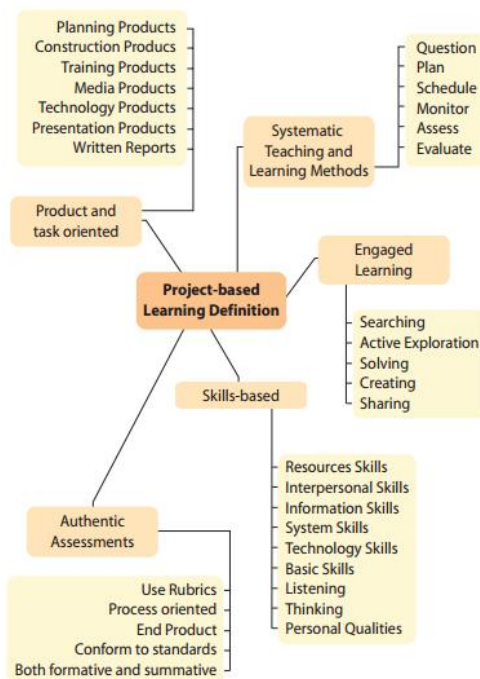 Planning Products
Construction Producs
Training Products
Media Products
Technology Products
Presentation Products
Written Reports
Product and
task oriented
Systematic
Teaching and
Learning Methods
Question
Plan
Schedule
Monitor
Assess
Evaluate
Project-based
Learning Definition
Engaged
Learning
Searching
Active Exploration
Solving
Creating
Sharing
Skills-based
Resources Skills
Interpersonal Skills
Information Skills
System Skills
Technology Skills
Basic Skills
Listening
Thinking
Personal Qualities
Authentic
Assessments
Use Rubrics
Process oriented
End Product
Conform to standards
Both formative and summative